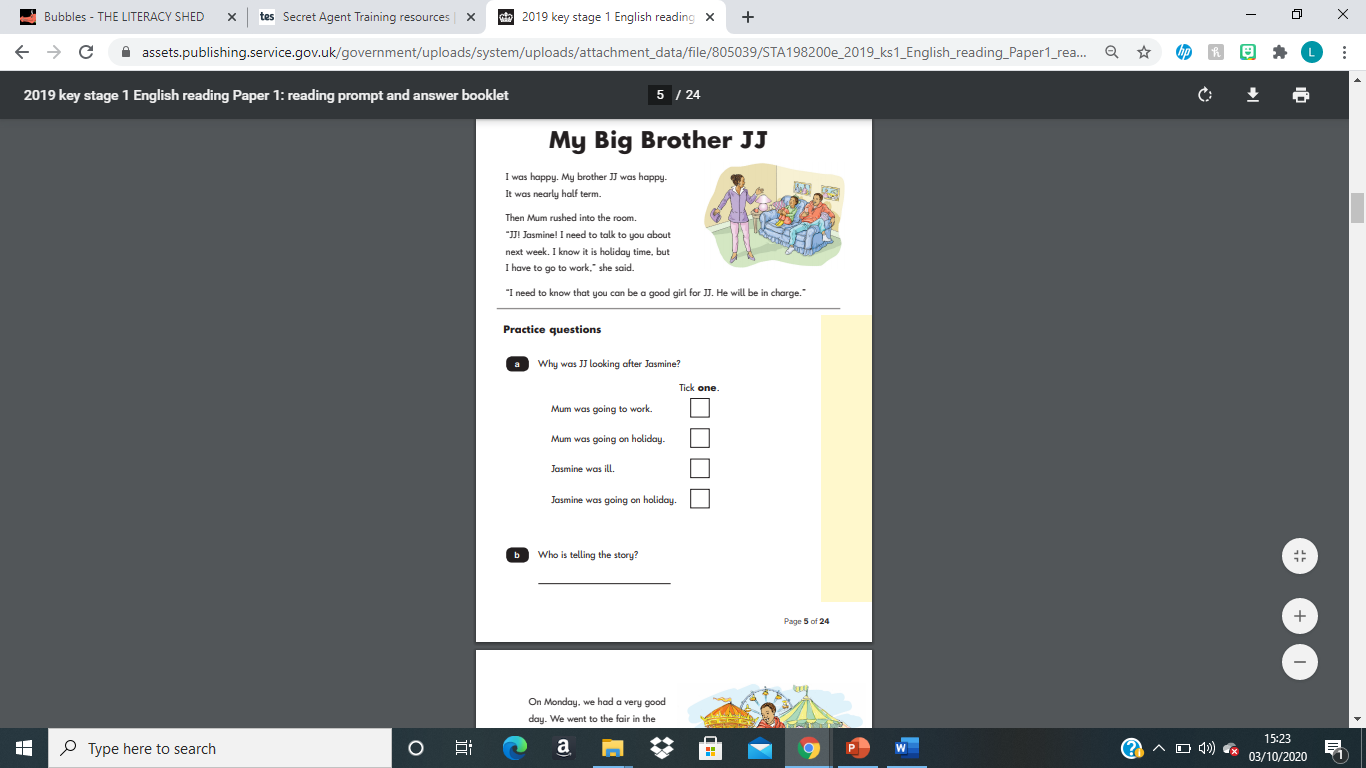 Bubbles - THE LITERACY SHED
tes Secret Agent Training resources
2019 key stage 1 English reading
assets.publishing.service.gov.uk/government/uploads/system/uploads/attachment_data/file/805039/STA198200e_2019_ks1_English_reading_Paper1_rea...
L
2019 key stage 1 English reading Paper 1: reading prompt and answer booklet
5 / 24
My Big Brother JJ
I was happy. My brother JJ was happy.
It was nearly half term.
Then Mum rushed into the room.
"JJ! Jasmine! I need to talk to you about
next week. I know it is holiday time, but
I have to go to work," she said.
"I need to know that you can be a good girl for JJ. He will be in charge."
Practice questions
a Why was JJ looking after Jasmine?
Tick one.
Mum was going to work.
Mum was going on holiday.
Jasmine was ill.
Jasmine was going on holiday.
b Who is telling the story?
Page 5 of 24
On Monday, we had a very good
day. We went to the fair in the
Type here to search
15:23
03/10/2020
1